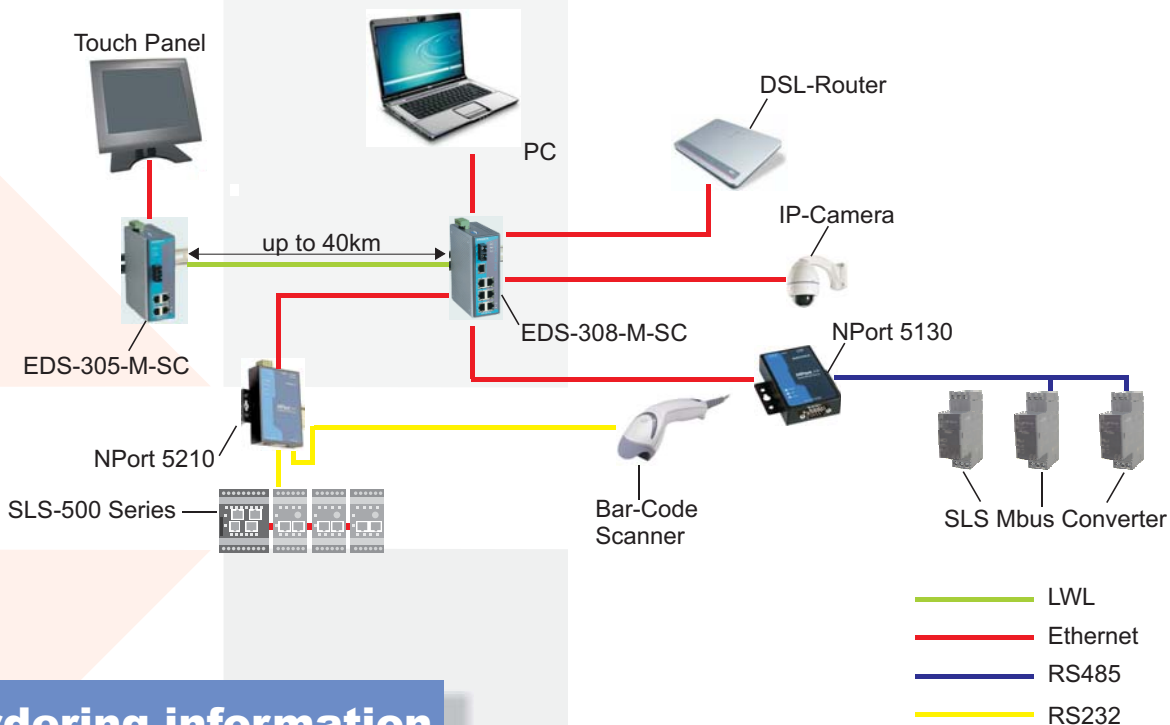 Touch Panel
PC
DSL-Router
IP-Camera
up to 40km
EDS-305-M-SC
EDS-308-M-SC
NPort 5130
NPort 5210
SLS-500 Series
Bar-Code
Scanner
SLS Mbus Converter
LWL
Ethernet
RS485
RS232
information